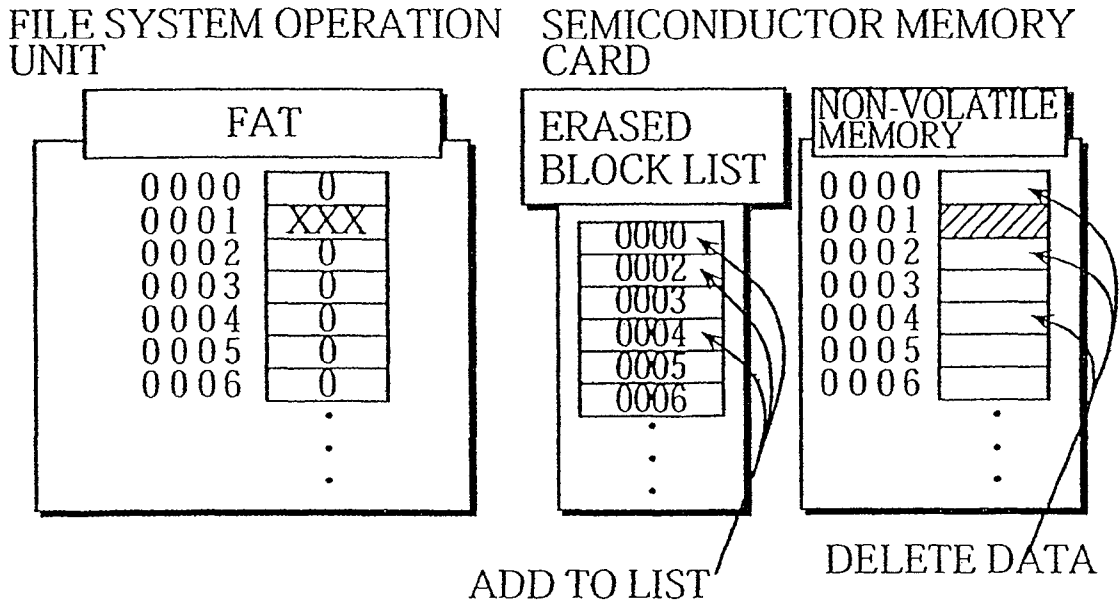 FILE SYSTEM OPERATION
UNIT
FAT
0000 0
0001 XXX
0002 0
0003 0
0004 0
0005 0
0006 0
SEMICONDUCTOR MEMORY
CARD
ERASED
BLOCK LIST
0000
0002
0003
0004
0005
0006
ADD TO LIST
NON-VOLATILE
MEMORY
0000
0001
0002
0003
0004
0005
0006
DELETE DATA